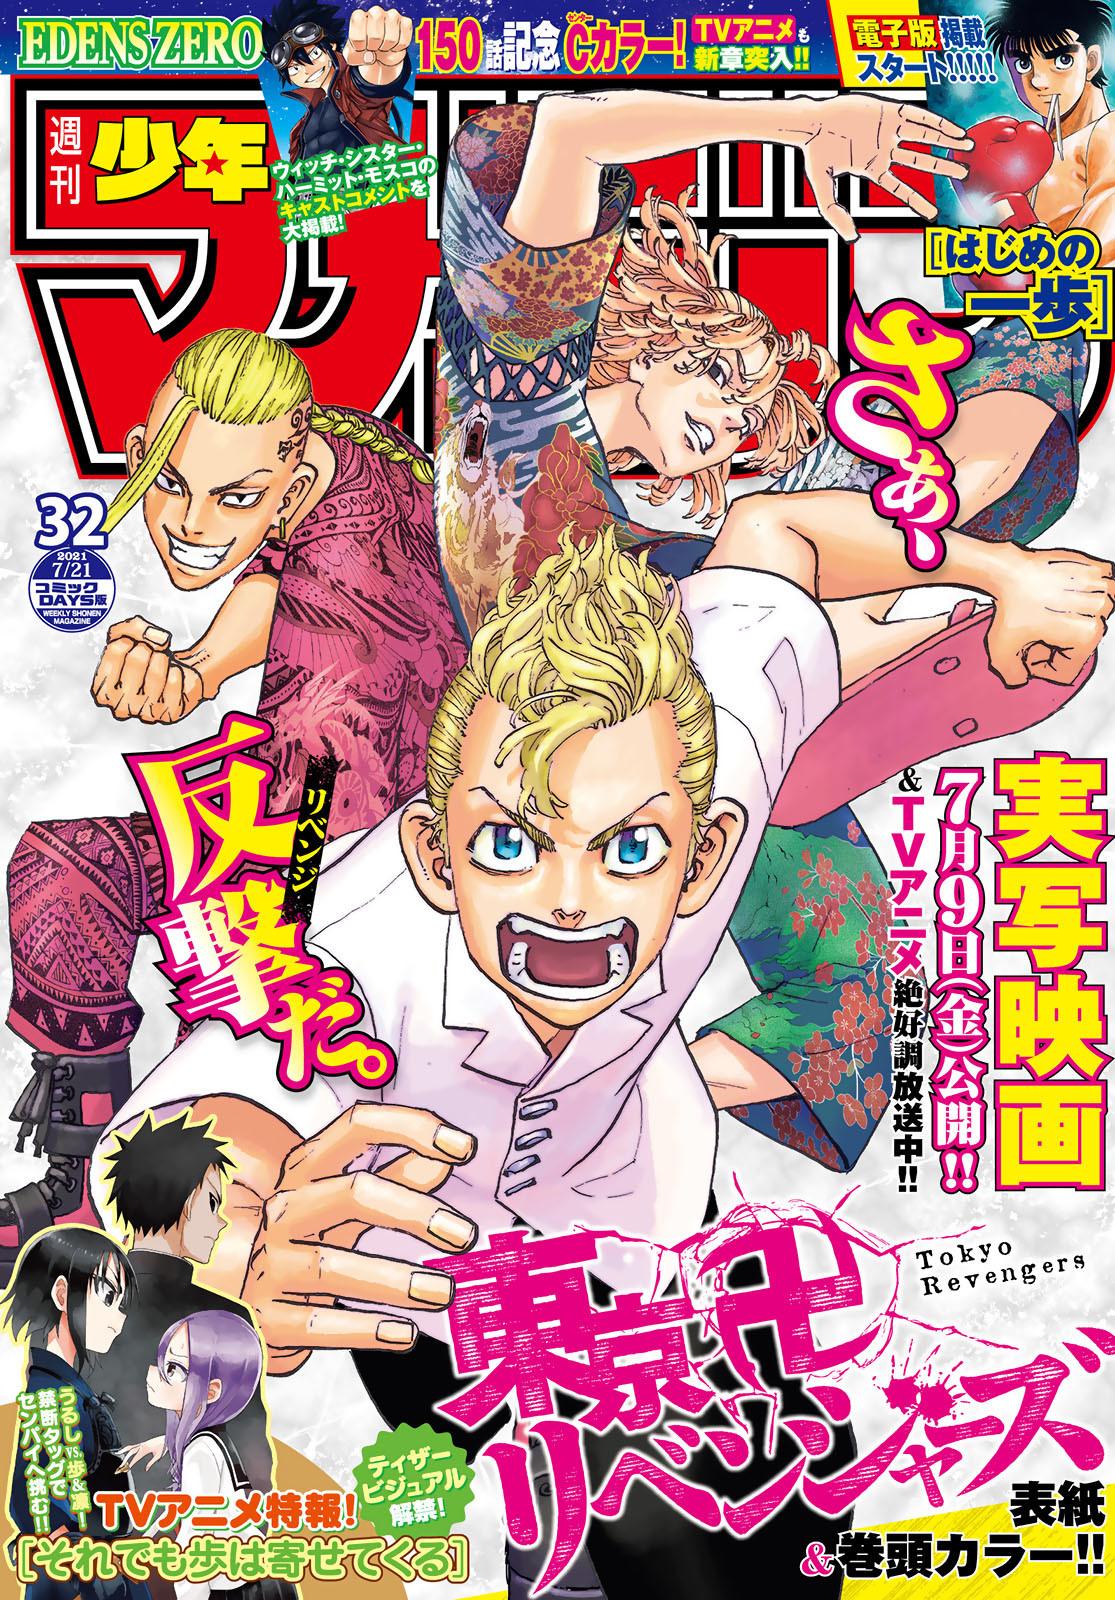 EDENS ZERO
150話記念Cカラー!
センター
TVアニメも
新章突入!!
電子版掲載
スタート!!!!!
[はじめの
一歩]
週刊
少年
マガジン
ウィッチ・シスター・
ハーミット・モスコの
キャストコメントを
大掲載!
さぁ、
32
2021
7/21
コミック
DAYS版
WEEKLY SHONEN
MAGAZINE
反撃だ。
リベンジ
実写映画
7月9日(金)公開!!
&TVアニメ絶好調放送中!!
東京卍
リベンジャーズ
Tokyo
Revengers
表紙
&巻頭カラー!!
うるしvs.歩&凛!
禁断タッグで
センパイへ挑む!!
ティザー
ビジュアル
解禁!
TVアニメ特報!
[それでも歩は寄せてくる]